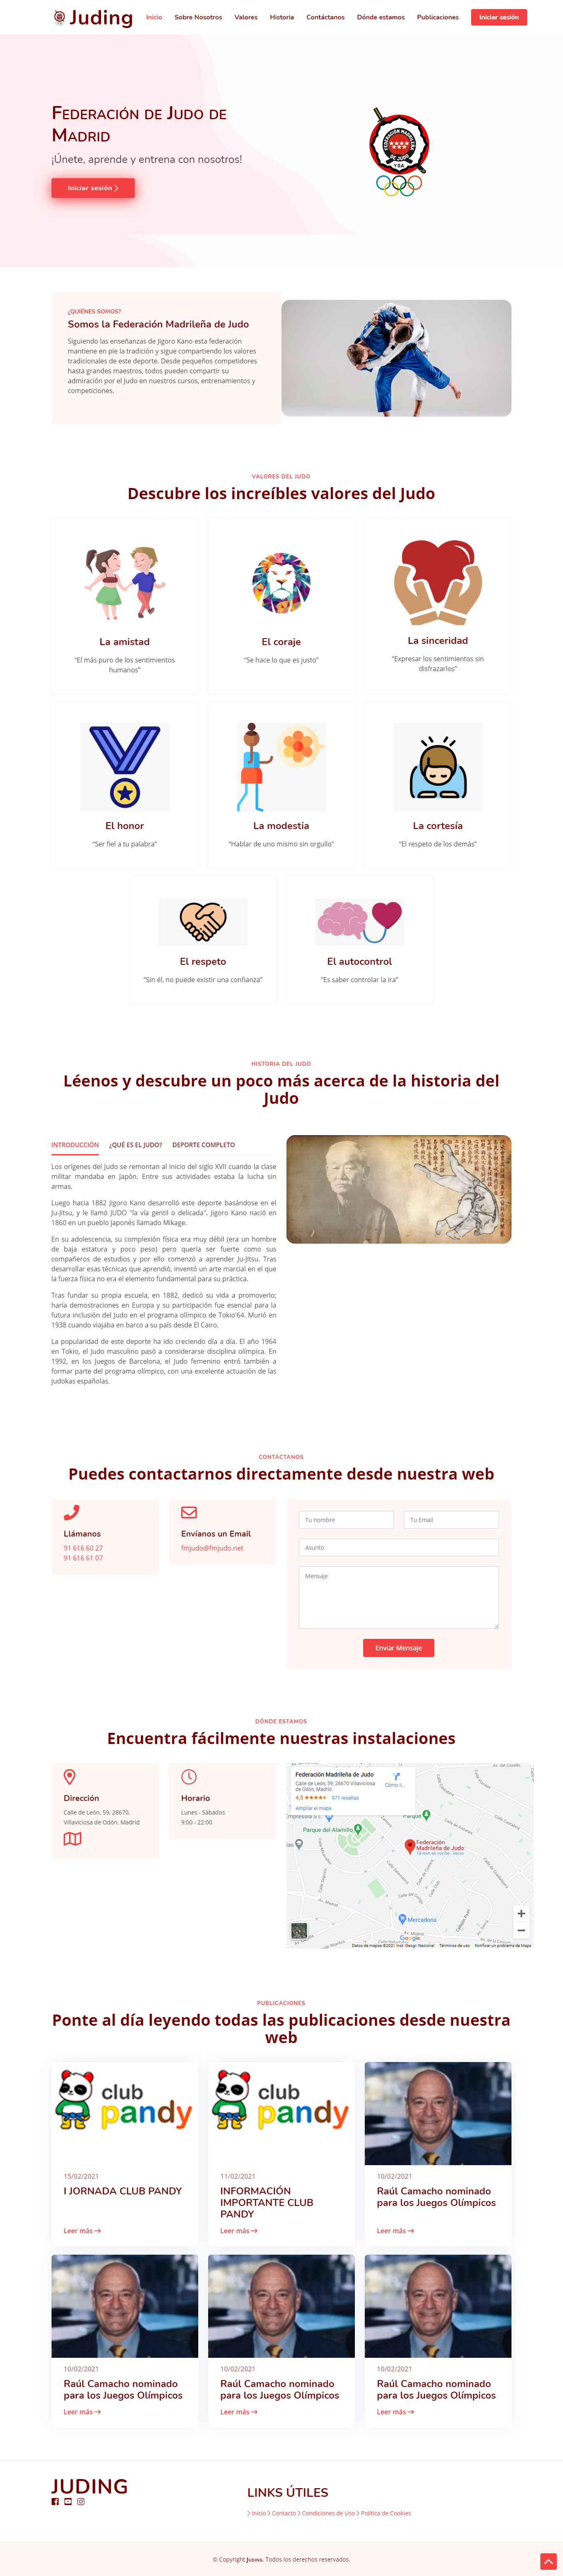 Juding
Inicio
Sobre Nosotros
Valores
Historia
Contáctanos
Dónde estamos
Publicaciones
Iniciar sesión
Federación de Judo de
Madrid
¡Únete, aprende y entrena con nosotros!
Iniciar sesión
¿QUIÉNES SOMOS?
Somos la Federación Madrileña de Judo
Siguiendo las enseñanzas de Jigoro Kano esta federación
mantiene en pie la tradición y sigue compartiendo los valores
tradicionales de este deporte. Desde pequeños competidores
hasta grandes maestros, todos pueden compartir su
admiración por el Judo en nuestros cursos, entrenamientos y
competiciones.
VALORES DEL JUDO
Descubre los increíbles valores del Judo
La amistad
“El más puro de los sentimientos
humanos”
El coraje
“Se hace lo que es justo”
La sinceridad
“Expresar los sentimientos sin
disfrazarlos”
El honor
“Ser fiel a tu palabra”
La modestia
“Hablar de uno mismo sin orgullo”
La cortesía
“El respeto de los demás”
El respeto
“Sin él, no puede existir una confianza”
El autocontrol
“Es saber controlar la ira”
HISTORIA DEL JUDO
Léenos y descubre un poco más acerca de la historia del
Judo
INTRODUCCIÓN
¿QUÉ ES EL JUDO?
DEPORTE COMPLETO
Los orígenes del Judo se remontan al inicio del siglo XVII cuando la clase
militar mandaba en Japón. Entre sus actividades estaba la lucha sin
armas.
Luego hacia 1882 Jigoro Kano desarrolló este deporte basándose en el
Ju-Jitsu, y le llamó JUDO "la vía gentil o delicada". Jigoro Kano nació en
1860 en un pueblo japonés llamado Mikage.
En su adolescencia, su complexión física era muy débil (era un hombre
de baja estatura y poco peso) pero quería ser fuerte como sus
compañeros de estudios y por ello comenzó a aprender Ju-Jitsu. Tras
desarrollar esas técnicas que aprendió, inventó un arte marcial en el que
la fuerza física no era el elemento fundamental para su práctica.
Tras fundar su propia escuela, en 1882, dedicó su vida a promoverlo;
haría demostraciones en Europa y su participación fue esencial para la
futura inclusión del Judo en el programa olímpico de Tokio'64. Murió en
1938 cuando viajaba en barco a su país desde El Cairo.
La popularidad de este deporte ha ido creciendo día a día. El año 1964
en Tokio, el Judo masculino pasó a considerarse disciplina olímpica. En
1992, en los Juegos de Barcelona, el Judo femenino entró también a
formar parte del programa olímpico, con una excelente actuación de las
judokas españolas.
CONTÁCTANOS
Puedes contactarnos directamente desde nuestra web
Llámanos
91 616 60 27
91 616 61 07
Envíanos un Email
fmjudo@fmjudo.net
Tu nombre
Tu Email
Asunto
Mensaje
Enviar Mensaje
DÓNDE ESTAMOS
Encuentra fácilmente nuestras instalaciones
Dirección
Calle de León, 59, 28670,
Villaviciosa de Odón, Madrid
Horario
Lunes - Sábados
9:00 - 22:00
Federación Madrileña de Judo
Calle de León, 59, 28670 Villaviciosa
de Odón, Madrid
4,5 ★★★★★ 971 reseñas
Ampliar el mapa
Cómo ll...
Parque del Alamillo
Parque
Federación
Madrileña de Judo
18 min en coche - inicio
Mercadona
Google
Datos de mapas ©2021 Inst. Geogr. Nacional
Términos de uso
Notificar un problema de Maps
PUBLICACIONES
Ponte al día leyendo todas las publicaciones desde nuestra
web
club
pandy
15/02/2021
I JORNADA CLUB PANDY
Leer más
club
pandy
11/02/2021
INFORMACIÓN
IMPORTANTE CLUB
PANDY
Leer más
10/02/2021
Raúl Camacho nominado
para los Juegos Olímpicos
Leer más
10/02/2021
Raúl Camacho nominado
para los Juegos Olímpicos
Leer más
10/02/2021
Raúl Camacho nominado
para los Juegos Olímpicos
Leer más
10/02/2021
Raúl Camacho nominado
para los Juegos Olímpicos
Leer más
JUDING
LINKS ÚTILES
Inicio
Contacto
Condiciones de Uso
Política de Cookies
© Copyright Juding. Todos los derechos reservados.